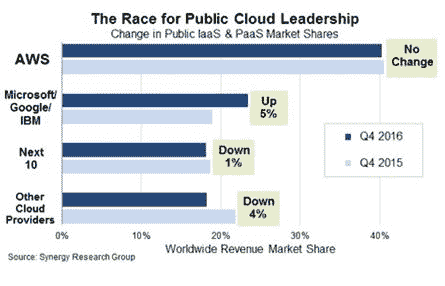 The Race for Public Cloud Leadership
Change in Public IaaS & PaaS Market Shares
AWS
No
Change
Microsoft/
Google/
IBM
Up
5%
Next
10
Down
1%
Other
Cloud
Providers
Down
4%
Q4 2016
Q4 2015
0%
10%
20%
30%
40%
Worldwide Revenue Market Share
Source: Synergy Research Group